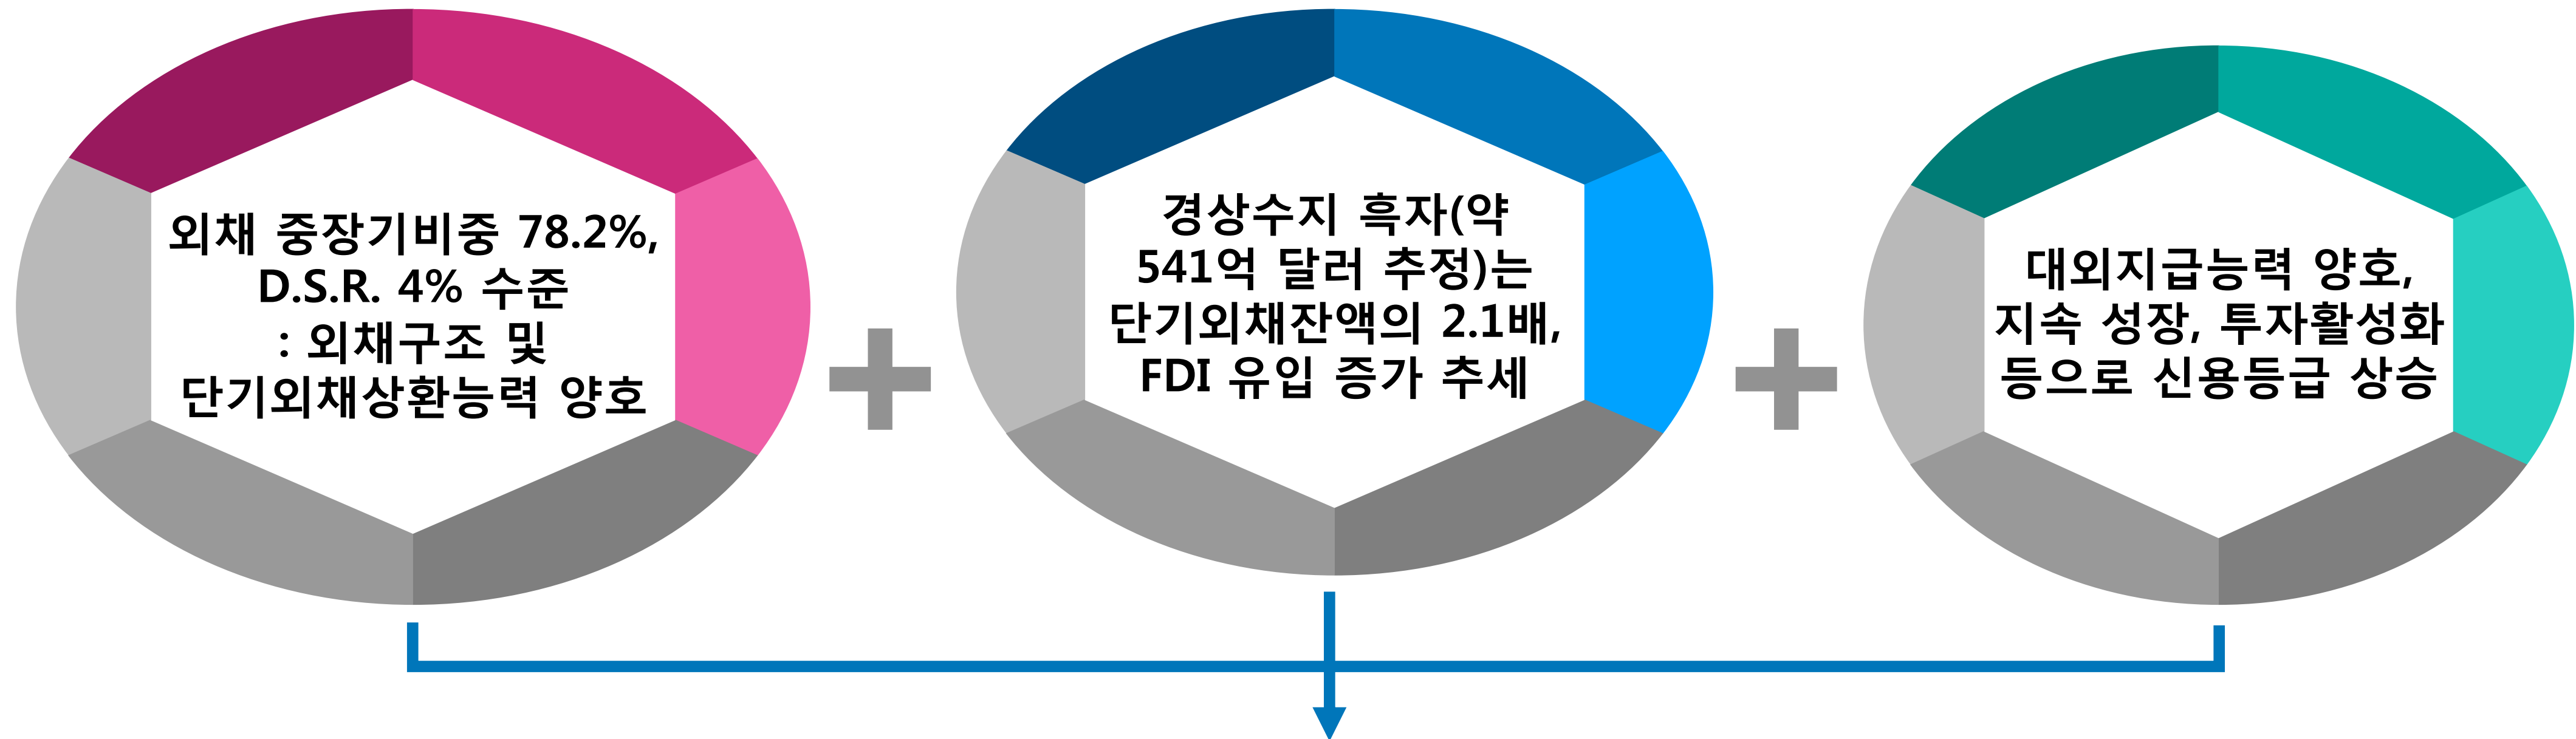 외채 중장기비중 78.2%,
D.S.R. 4% 수준
: 외채구조 및
단기외채상환능력 양호
경상수지 흑자(약
541억 달러 추정)는
단기외채잔액의 2.1배,
FDI 유입 증가 추세
대외지급능력 양호,
지속 성장, 투자활성화
등으로 신용등급 상승